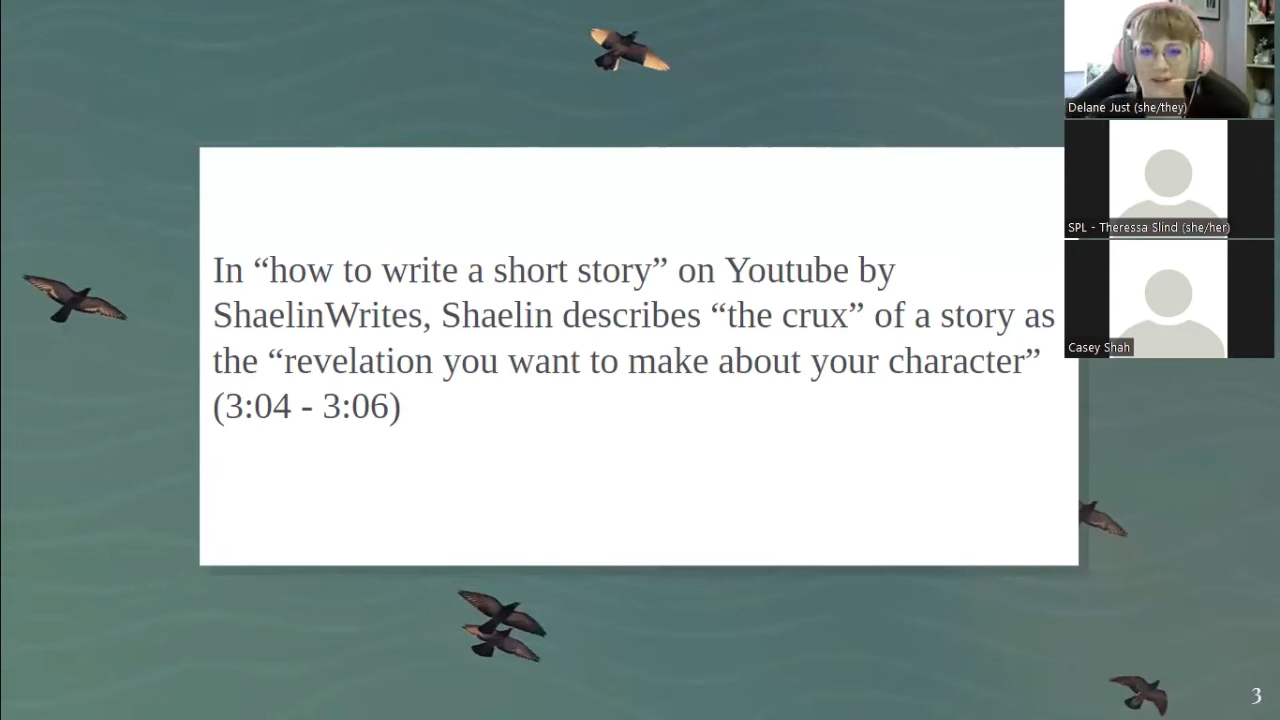 In “how to write a short story” on Youtube by
ShaelinWrites, Shaelin describes “the crux” of a story as
the “revelation you want to make about your character”
(3:04 - 3:06)
Delane Just (she/they)
SPL - Theressa Slind (she/her)
Casey Shah
3